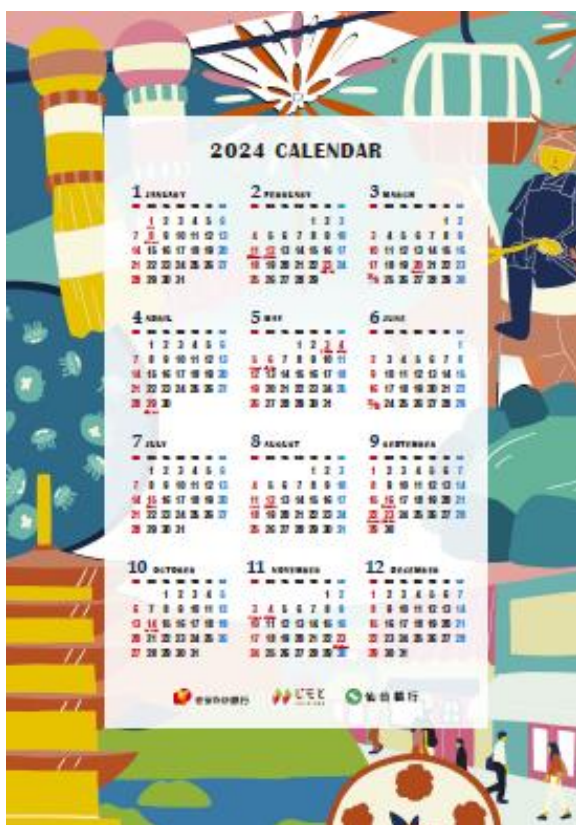 2024 CALENDAR
1 JANUARY 2 FEBRUARY 3 MARCH
1 2 3 4 5 6 1 2 3 1 2
7 8 9 10 11 12 13 4 5 6 7 8 9 10 3 4 5 6 7 8 9
14 15 16 17 18 19 20 11 12 13 14 15 16 17 10 11 12 13 14 15 16
21 22 23 24 25 26 27 18 19 20 21 22 23 24 17 18 19 20 21 22 23
28 29 30 31 25 26 27 28 29 24/31 25 26 27 28 29 30
4 APRIL 5 MAY 6 JUNE
1 2 3 4 5 6 1 2 3 4 1
7 8 9 10 11 12 13 5 6 7 8 9 10 11 2 3 4 5 6 7 8
14 15 16 17 18 19 20 12 13 14 15 16 17 18 9 10 11 12 13 14 15
21 22 23 24 25 26 27 19 20 21 22 23 24 25 16 17 18 19 20 21 22
28 29 30 26 27 28 29 30 31 23/30 24 25 26 27 28 29
7 JULY 8 AUGUST 9 SEPTEMBER
1 2 3 4 5 6 1 2 3 1 2 3 4 5 6 7
7 8 9 10 11 12 13 4 5 6 7 8 9 10 8 9 10 11 12 13 14
14 15 16 17 18 19 20 11 12 13 14 15 16 17 15 16 17 18 19 20 21
21 22 23 24 25 26 27 18 19 20 21 22 23 24 22 23 24 25 26 27 28
28 29 30 31 25 26 27 28 29 30 31 29 30
10 OCTOBER 11 NOVEMBER 12 DECEMBER
1 2 3 4 5 1 2 1 2 3 4 5 6 7
6 7 8 9 10 11 12 3 4 5 6 7 8 9 8 9 10 11 12 13 14
13 14 15 16 17 18 19 10 11 12 13 14 15 16 15 16 17 18 19 20 21
20 21 22 23 24 25 26 17 18 19 20 21 22 23 22 23 24 25 26 27 28
27 28 29 30 31 24 25 26 27 28 29 30 29 30 31
きらやか銀行 じもと 仙台銀行